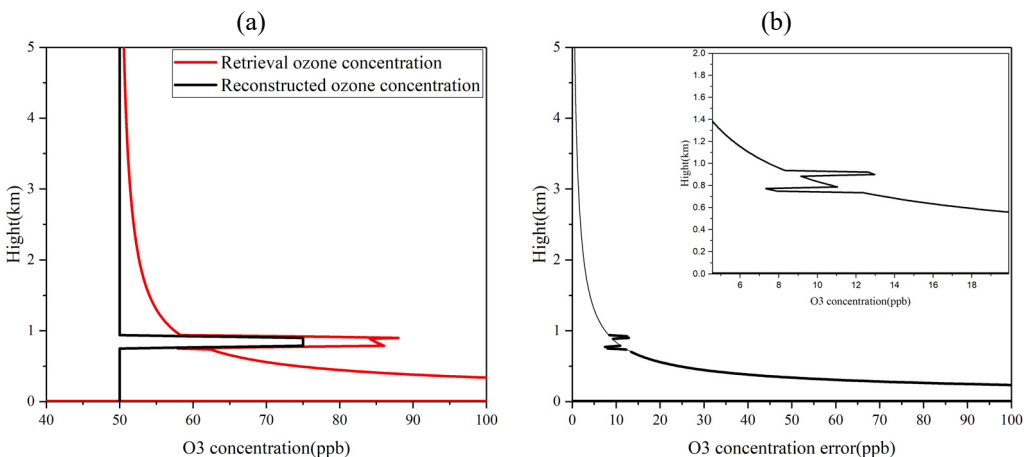 (a)
(b)
Retrieval ozone concentration
Reconstructed ozone concentration
5
4
3
2
1
0
Hight(km)
40 50 60 70 80 90 100
O3 concentration(ppb)
5
4
3
2
1
0
Hight(km)
0 10 20 30 40 50 60 70 80 90 100
O3 concentration error(ppb)
2.0
1.8
1.6
1.4
1.2
1.0
0.8
0.6
0.4
0.2
0.0
Hight(km)
6 8 10 12 14 16 18
O3 concentration(ppb)